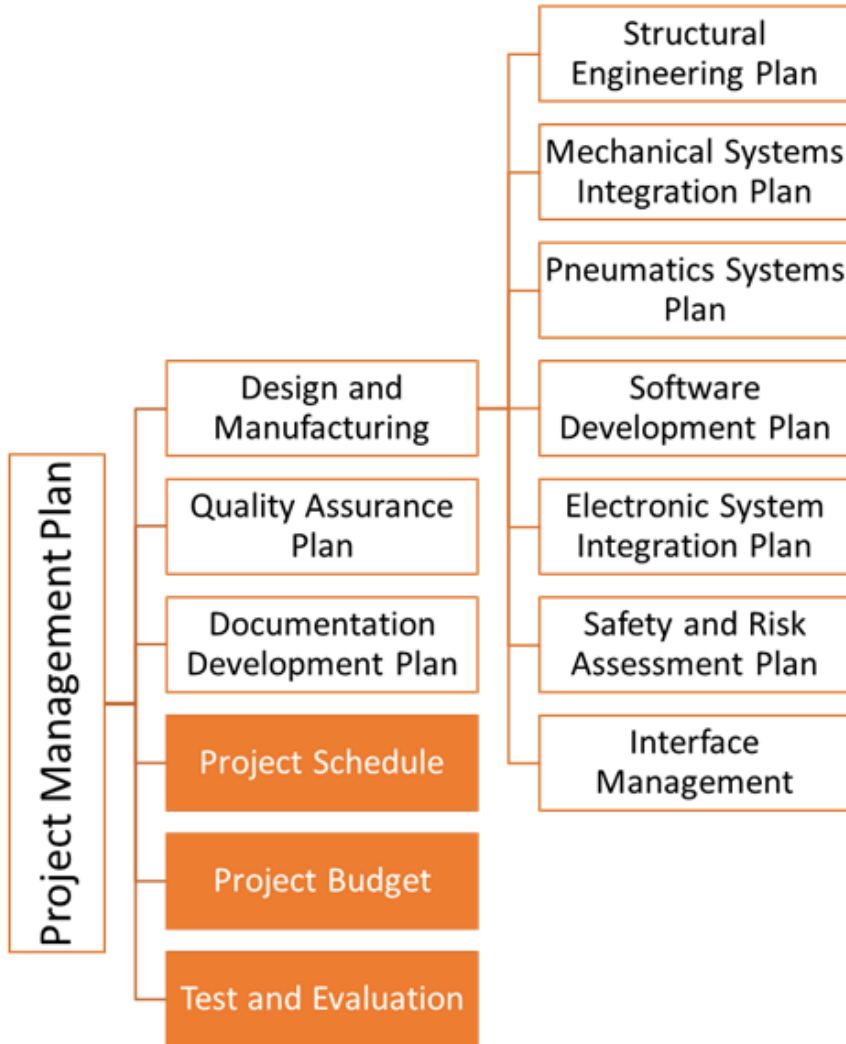 Project Management Plan
Design and
Manufacturing
Quality Assurance
Plan
Documentation
Development Plan
Project Schedule
Project Budget
Test and Evaluation
Structural
Engineering Plan
Mechanical Systems
Integration Plan
Pneumatics Systems
Plan
Software
Development Plan
Electronic System
Integration Plan
Safety and Risk
Assessment Plan
Interface
Management